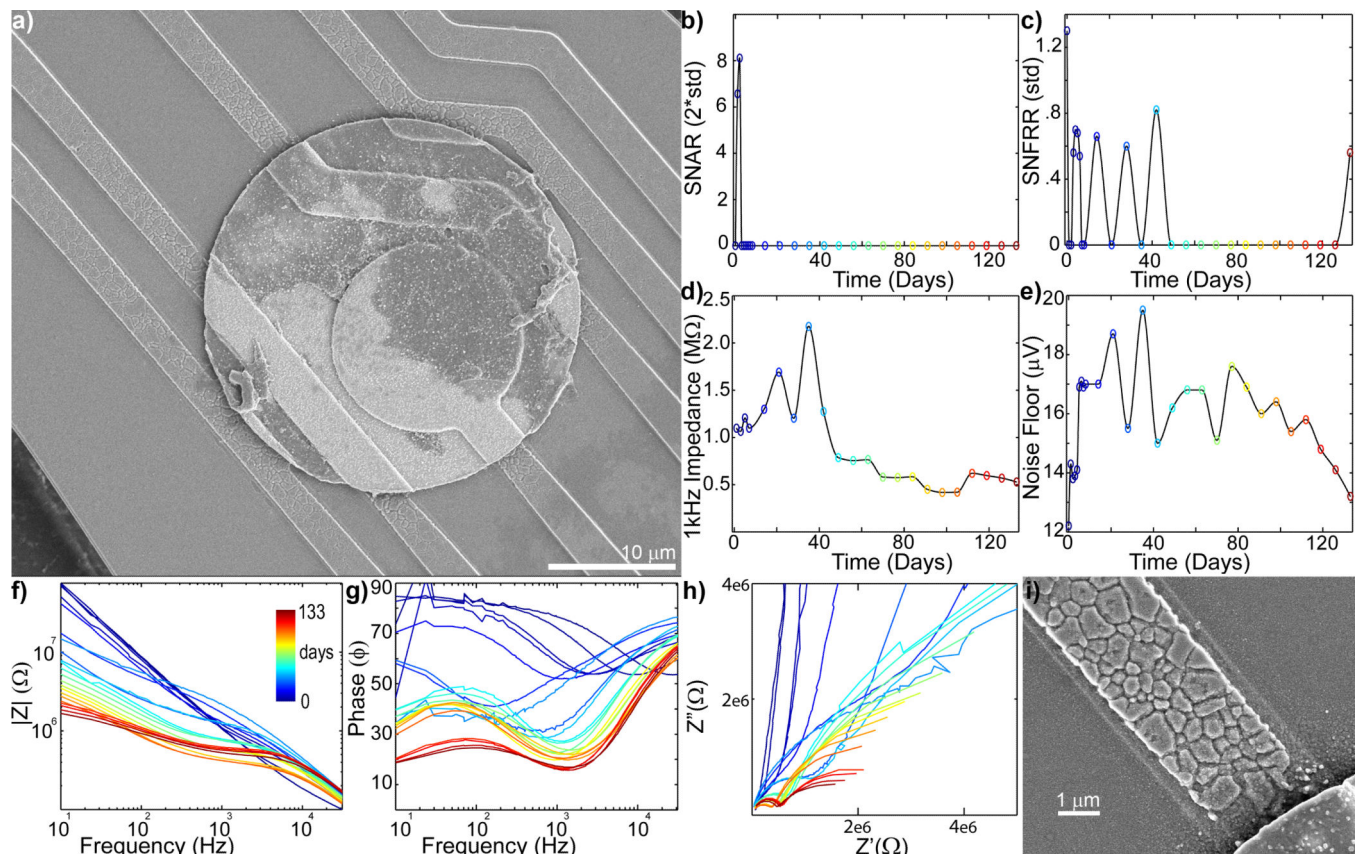 a)
10 μm
b)
SNAR (2*std)
8
6
4
2
0
0 40 80 120
Time (Days)
c)
SNFRR (std)
1.2
.8
.4
0
0 40 80 120
Time (Days)
d)
1kHz Impedance (MΩ)
2.5
2.0
1.5
1.0
0.5
0 40 80 120
Time (Days)
e)
Noise Floor (μV)
20
18
16
14
12
0 40 80 120
Time (Days)
f)
|Z| (Ω)
10⁷
10⁶
133
days
0
10¹ 10² 10³ 10⁴
Frequency (Hz)
g)
Phase (ϕ)
90
70
50
30
10
10¹ 10² 10³ 10⁴
Frequency (Hz)
h)
Z"(Ω)
4e6
2e6
2e6 4e6
Z'(Ω)
i)
1 μm